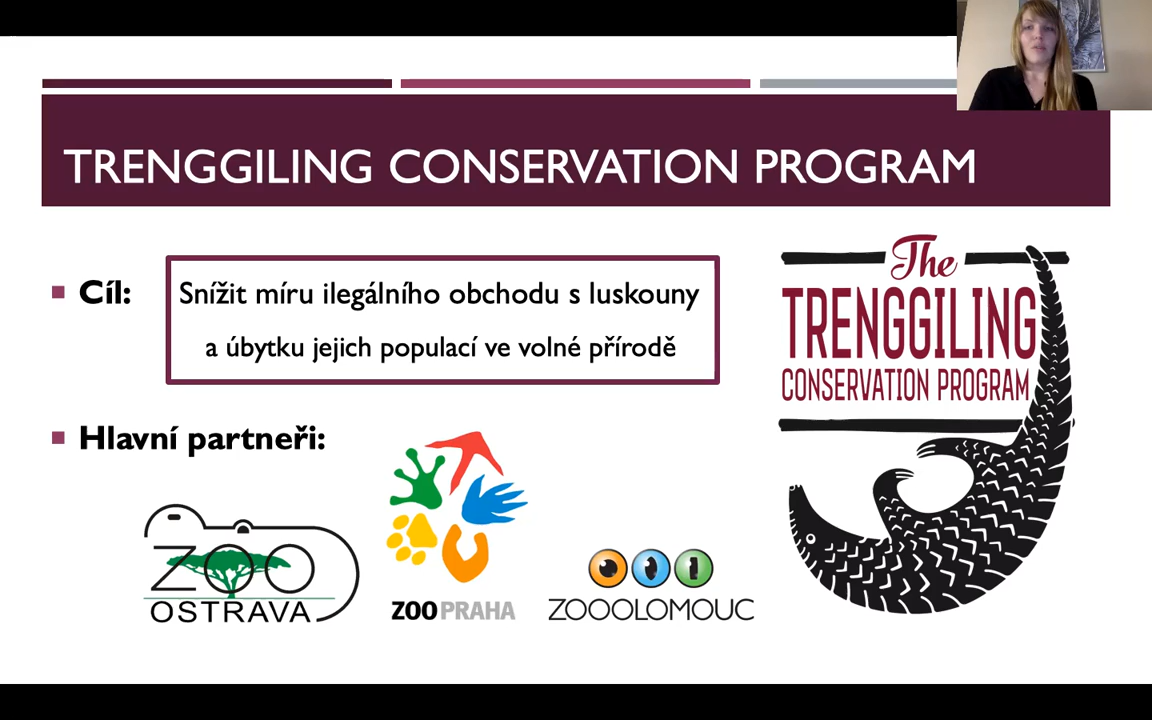 TRENGGILING CONSERVATION PROGRAM
Cíl:
Snížit míru ilegálního obchodu s luskouny
a úbytku jejich populací ve volné přírodě
Hlavní partneři:
ZOO
OSTRAVA
ZOO PRAHA
ZOOOLOMOUC
The
TRENGGILING
CONSERVATION PROGRAM